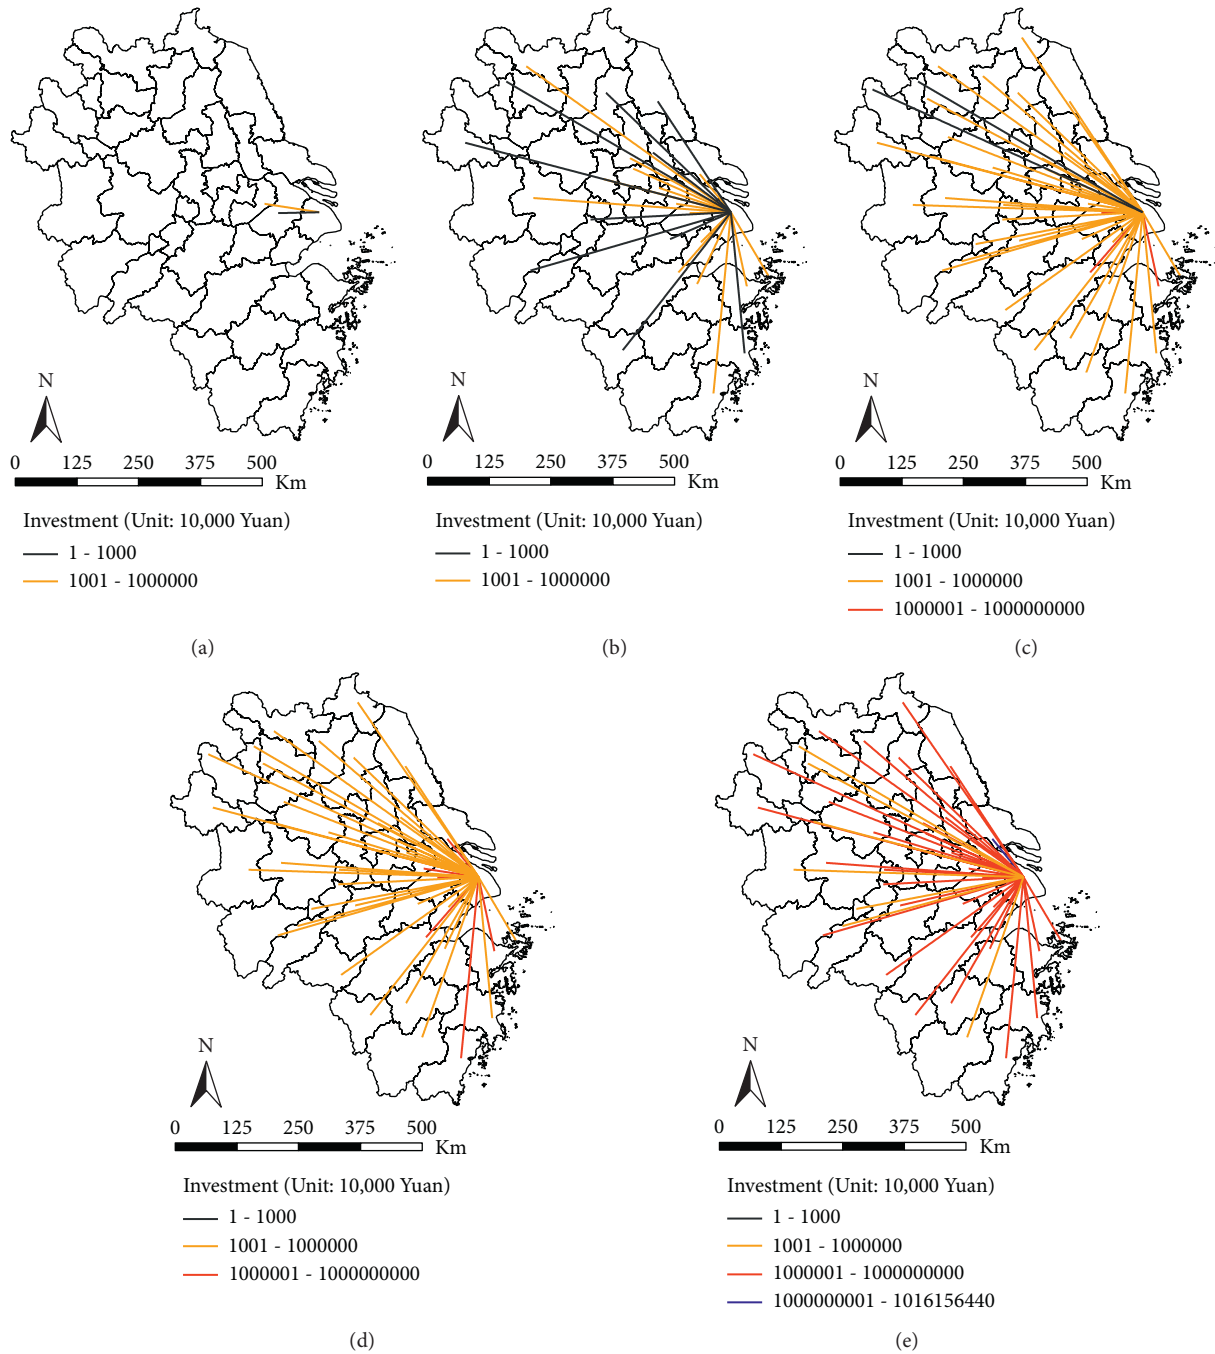 N
0 125 250 375 500
Km
Investment (Unit: 10,000 Yuan)
1 - 1000
1001 - 1000000
(a)
N
0 125 250 375 500
Km
Investment (Unit: 10,000 Yuan)
1 - 1000
1001 - 1000000
(b)
N
0 125 250 375 500
Km
Investment (Unit: 10,000 Yuan)
1 - 1000
1001 - 1000000
1000001 - 1000000000
(c)
N
0 125 250 375 500
Km
Investment (Unit: 10,000 Yuan)
1 - 1000
1001 - 1000000
1000001 - 1000000000
(d)
N
0 125 250 375 500
Km
Investment (Unit: 10,000 Yuan)
1 - 1000
1001 - 1000000
1000001 - 1000000000
1000000001 - 1016156440
(e)